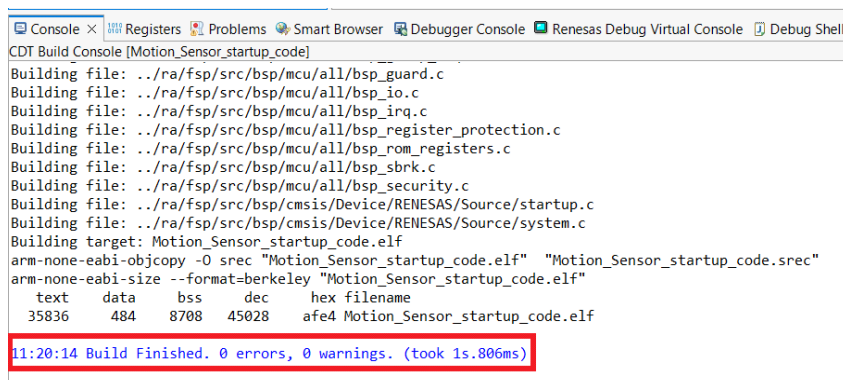 Console × Registers Problems Smart Browser Debugger Console Renesas Debug Virtual Console Debug Shell
CDT Build Console [Motion_Sensor_startup_code]
Building file: ../ra/fsp/src/bsp/mcu/all/bsp_guard.c
Building file: ../ra/fsp/src/bsp/mcu/all/bsp_io.c
Building file: ../ra/fsp/src/bsp/mcu/all/bsp_irq.c
Building file: ../ra/fsp/src/bsp/mcu/all/bsp_register_protection.c
Building file: ../ra/fsp/src/bsp/mcu/all/bsp_rom_registers.c
Building file: ../ra/fsp/src/bsp/mcu/all/bsp_sbrk.c
Building file: ../ra/fsp/src/bsp/mcu/all/bsp_security.c
Building file: ../ra/fsp/src/bsp/cmsis/Device/RENESAS/Source/startup.c
Building file: ../ra/fsp/src/bsp/cmsis/Device/RENESAS/Source/system.c
Building target: Motion_Sensor_startup_code.elf
arm-none-eabi-objcopy -O srec "Motion_Sensor_startup_code.elf"  "Motion_Sensor_startup_code.srec"
arm-none-eabi-size --format=berkeley "Motion_Sensor_startup_code.elf"
   text    data     bss     dec     hex filename
  35836     484    8708   45028    afe4 Motion_Sensor_startup_code.elf
11:20:14 Build Finished. 0 errors, 0 warnings. (took 1s.806ms)